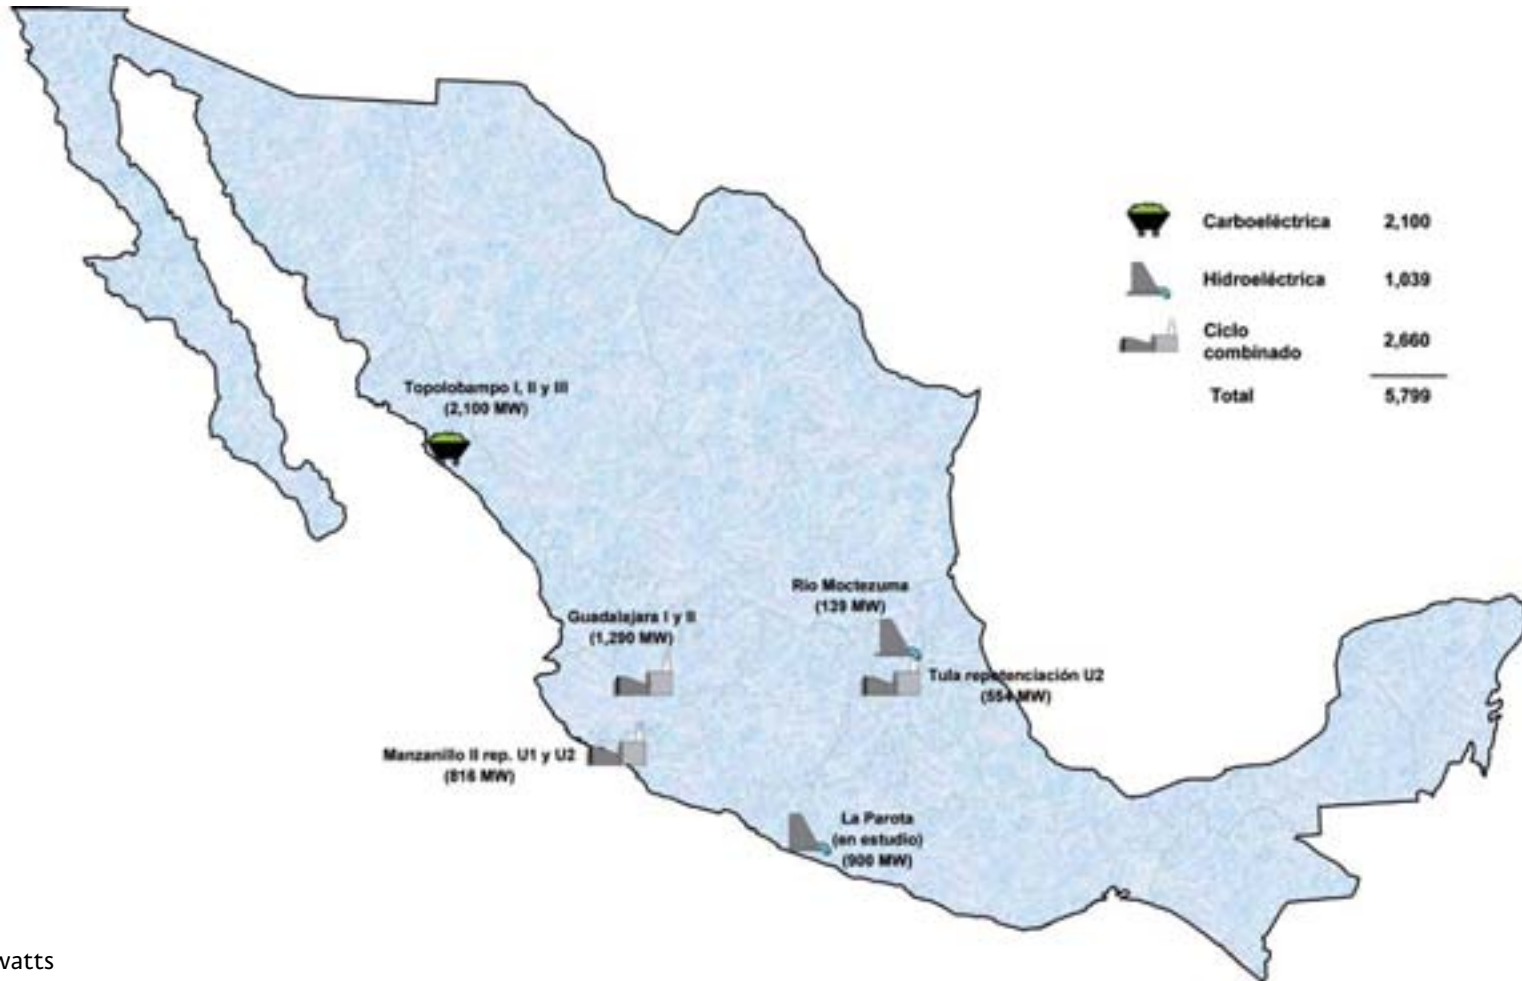 Carboeléctrica 2,100
Hidroeléctrica 1,039
Ciclo
combinado 2,660
Total 5,799
Topolobampo I, II y III
(2,100 MW)
Río Moctezuma
(139 MW)
Guadalajara I y II
(1,290 MW)
Tula repotenciación U2
(554 MW)
Manzanillo II rep. U1 y U2
(816 MW)
La Parota
(en estudio)
(900 MW)
watts